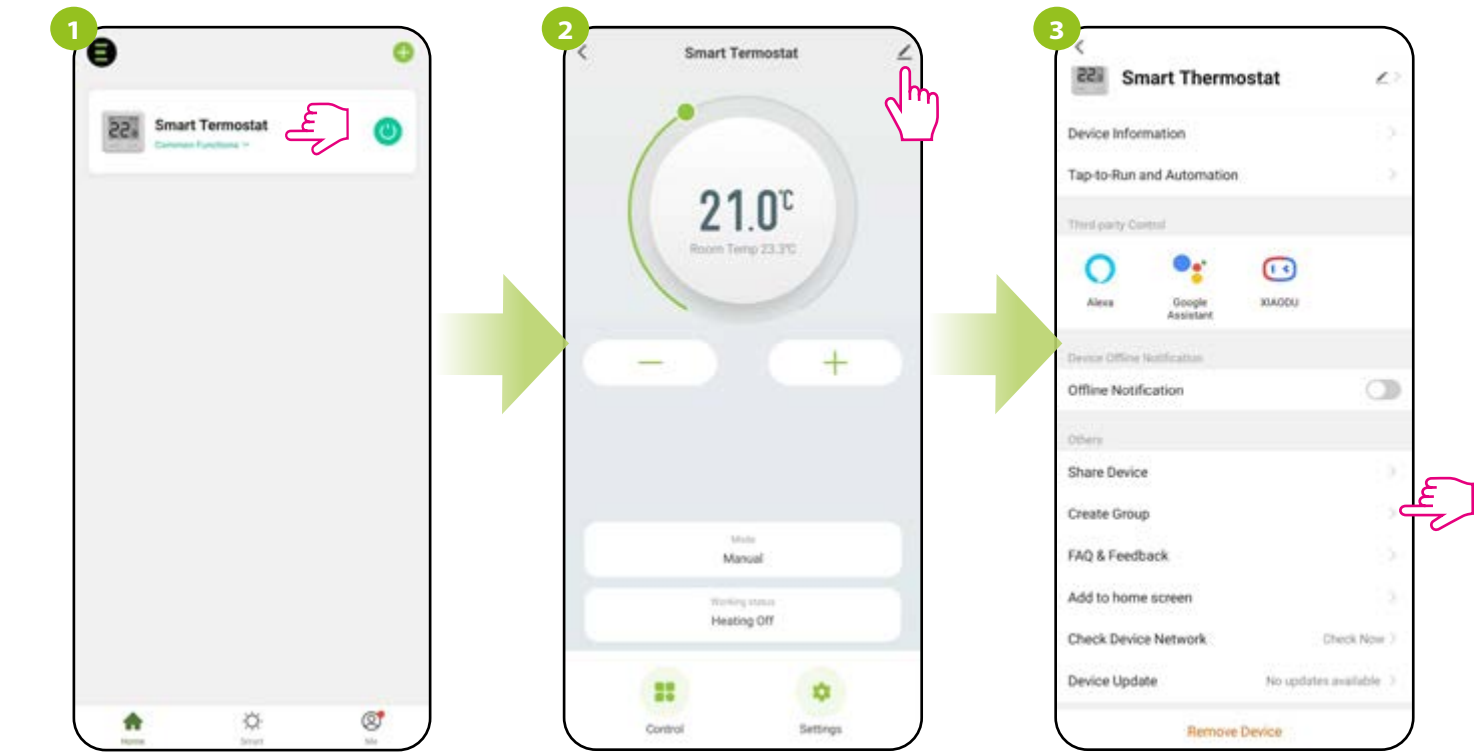 1
Smart Termostat
Common Functions
Home
Smart
Me
2
Smart Termostat
21.0°C
Room Temp 23.3°C
Mode
Manual
Working status
Heating Off
Control
Settings
3
Smart Thermostat
Device Information
Tap-to-Run and Automation
Third-party Control
Alexa
Google
Assistant
XIAODU
Device Offline Notification
Offline Notification
Others
Share Device
Create Group
FAQ & Feedback
Add to home screen
Check Device Network Check Now
Device Update No updates available
Remove Device